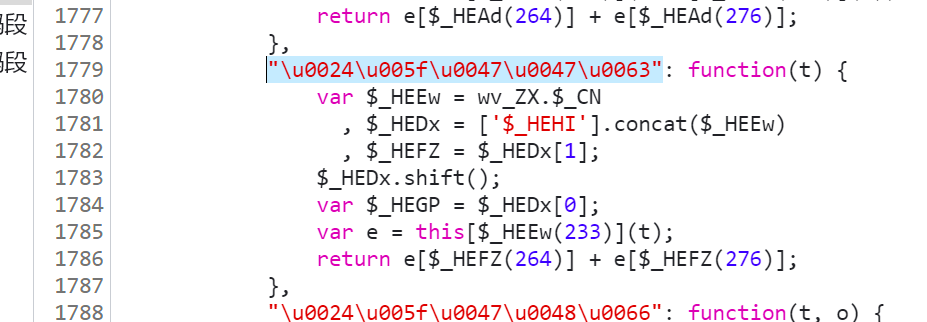 码段
码段
1777 return e[$_HEAd(264)] + e[$_HEAd(276)];
1778 },
1779 "\u0024\u005f\u0047\u0047\u0063": function(t) {
1780 var $_HEEw = wv_ZX.$_CN
1781 , $_HEDx = ['$_HEHI'].concat($_HEEw)
1782 , $_HEFZ = $_HEDx[1];
1783 $_HEDx.shift();
1784 var $_HEGP = $_HEDx[0];
1785 var e = this[$_HEEw(233)](t);
1786 return e[$_HEFZ(264)] + e[$_HEFZ(276)];
1787 },
1788 "\u0024\u005f\u0047\u0048\u0066": function(t, o) {